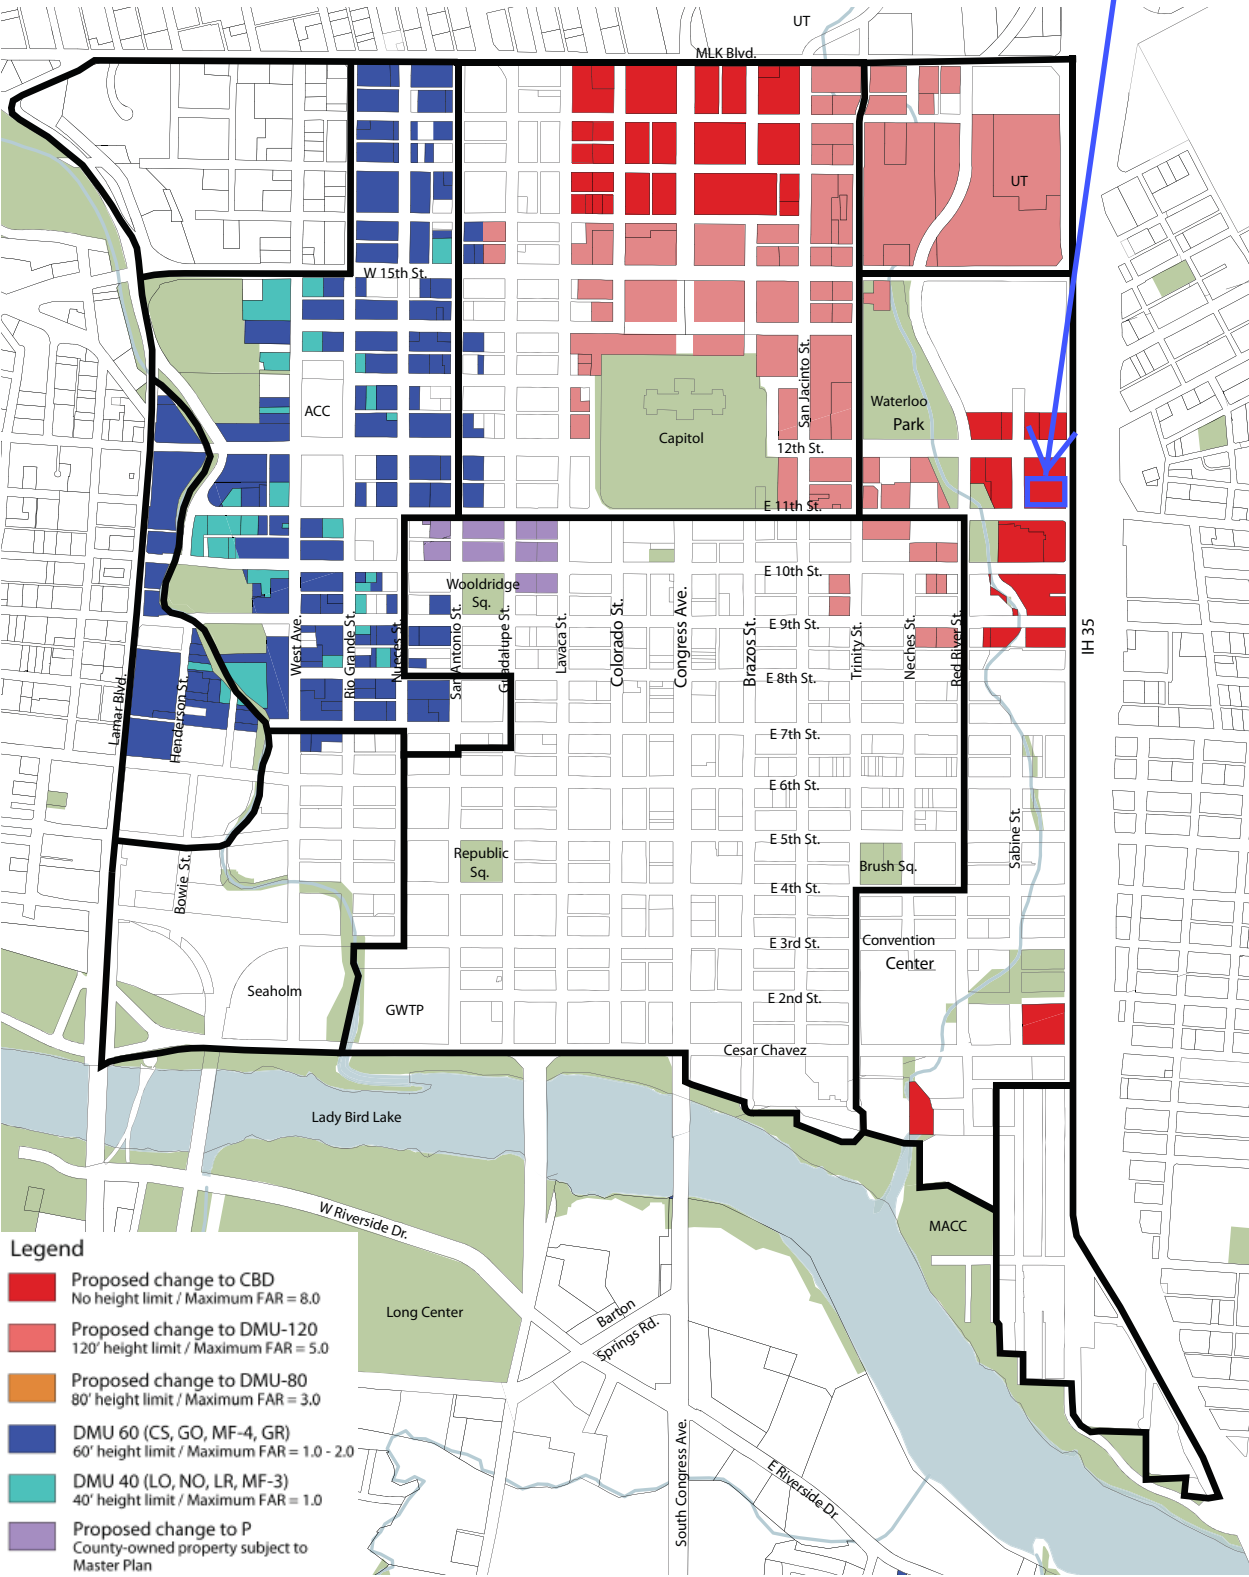 UT
MLK Blvd.
UT
W 15th St.
ACC
Capitol
San Jacinto St.
Waterloo
Park
12th St.
E 11th St.
E 10th St.
Wooldridge
Sq.
E 9th St.
West Ave.
Rio Grande St.
Nueces St.
San Antonio St.
Guadalupe St.
Lavaca St.
Colorado St.
Congress Ave.
Brazos St.
Trinity St.
Neches St.
Red River St.
IH 35
E 8th St.
Lamar Blvd.
Henderson St.
E 7th St.
E 6th St.
E 5th St.
Sabine St.
Republic
Sq.
Brush Sq.
Bowie St.
E 4th St.
E 3rd St.
Convention
Center
Seaholm
GWTP
E 2nd St.
Cesar Chavez
Lady Bird Lake
W Riverside Dr.
MACC
Long Center
Barton
Springs Rd.
South Congress Ave.
E Riverside Dr
Legend
Proposed change to CBD
No height limit / Maximum FAR = 8.0
Proposed change to DMU-120
120' height limit / Maximum FAR = 5.0
Proposed change to DMU-80
80' height limit / Maximum FAR = 3.0
DMU 60 (CS, GO, MF-4, GR)
60' height limit / Maximum FAR = 1.0 - 2.0
DMU 40 (LO, NO, LR, MF-3)
40' height limit / Maximum FAR = 1.0
Proposed change to P
County-owned property subject to
Master Plan